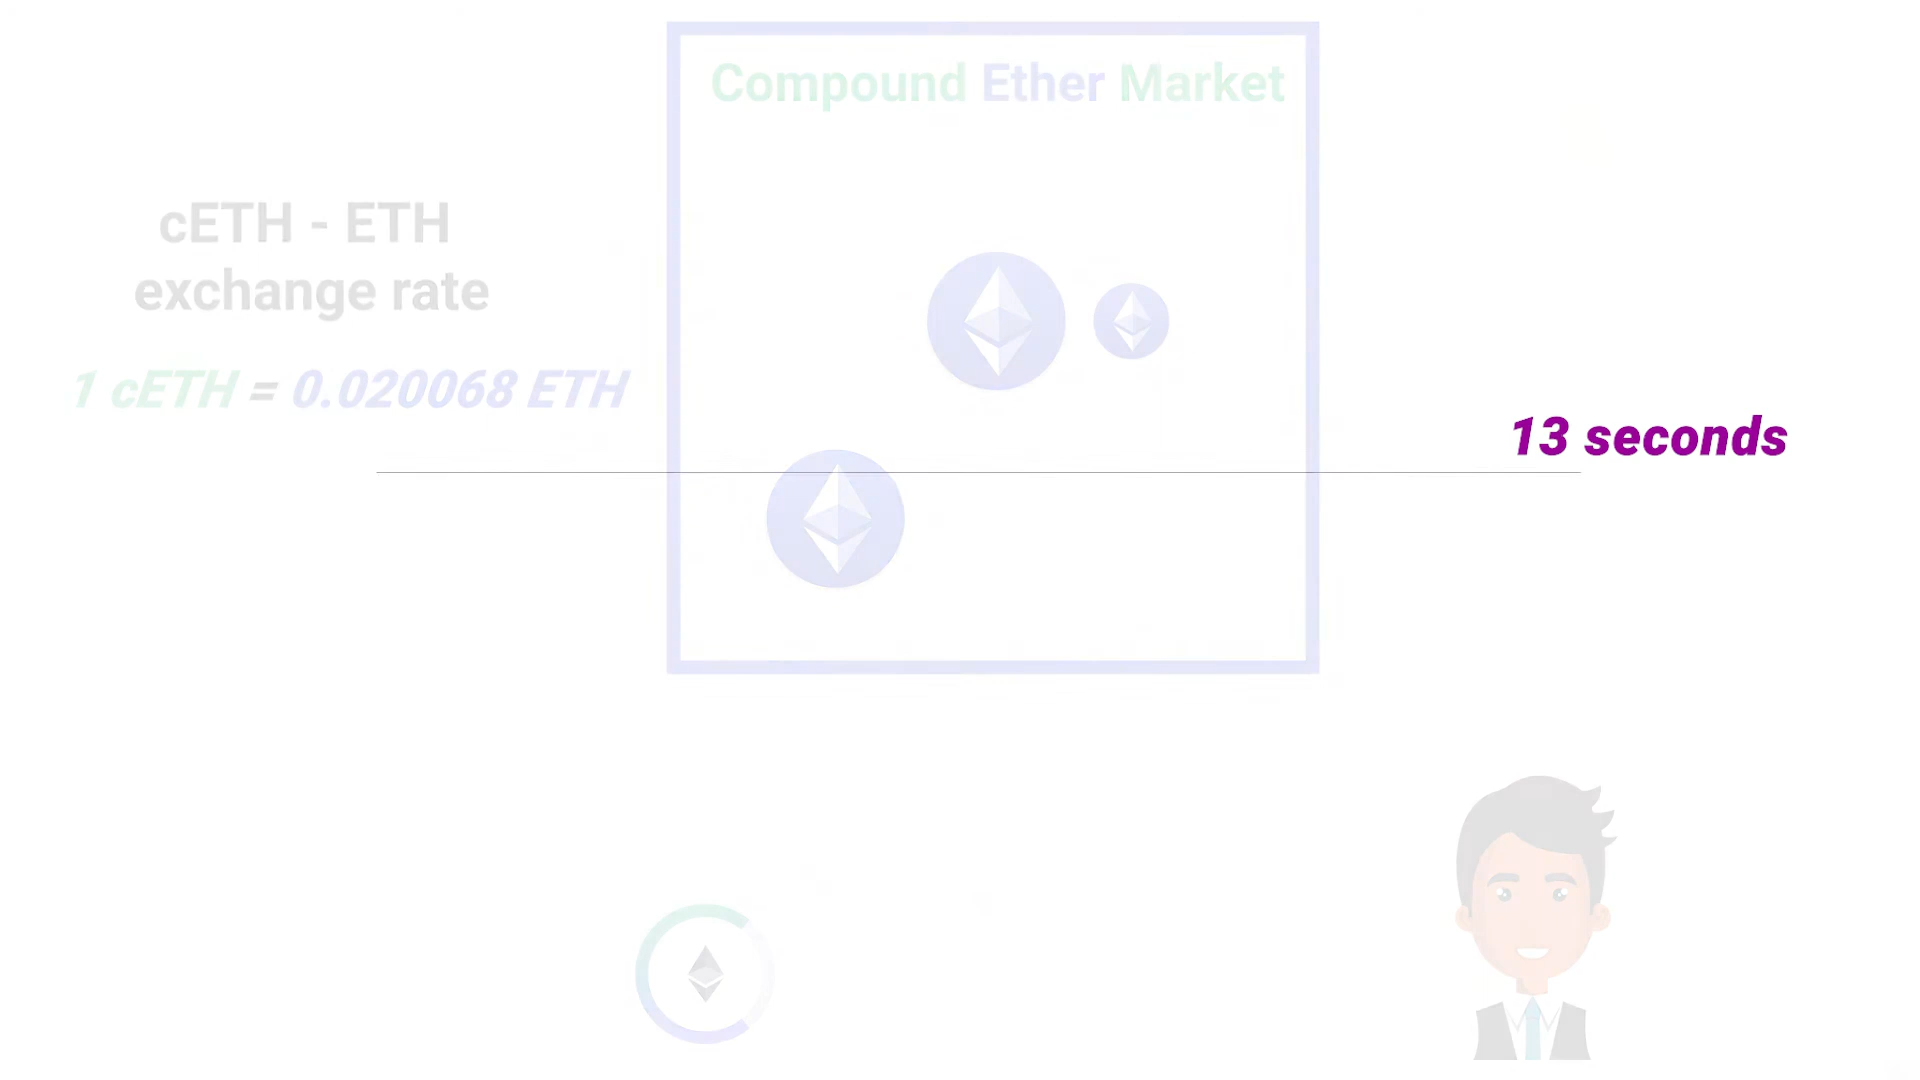 Compound Ether Market
cETH - ETH
exchange rate
1 cETH = 0.020068 ETH
13 seconds